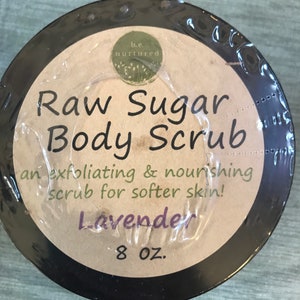 be
nurtured
Raw Sugar
Body Scrub
an exfoliating & nourishing
scrub for softer skin!
Lavender
8 oz.